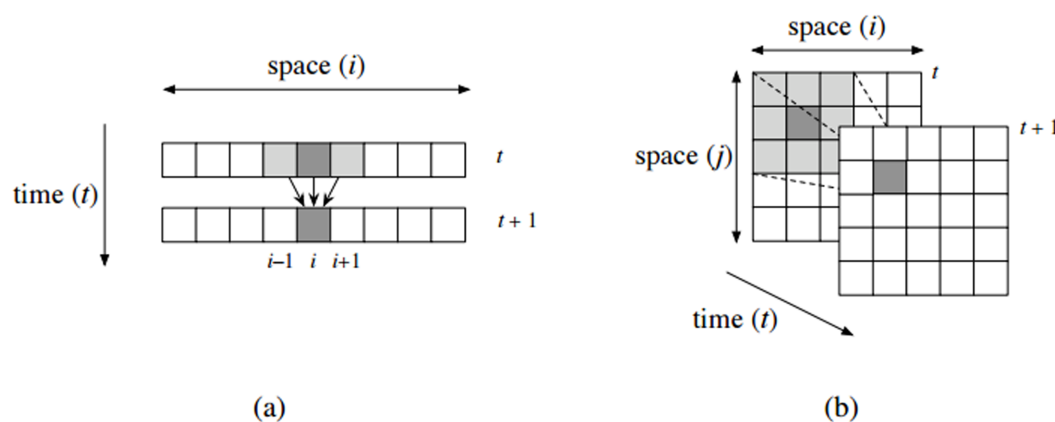 space (i)
t
time (t)
t + 1
i–1 i i+1
(a)
space (i)
t
t + 1
space (j)
time (t)
(b)